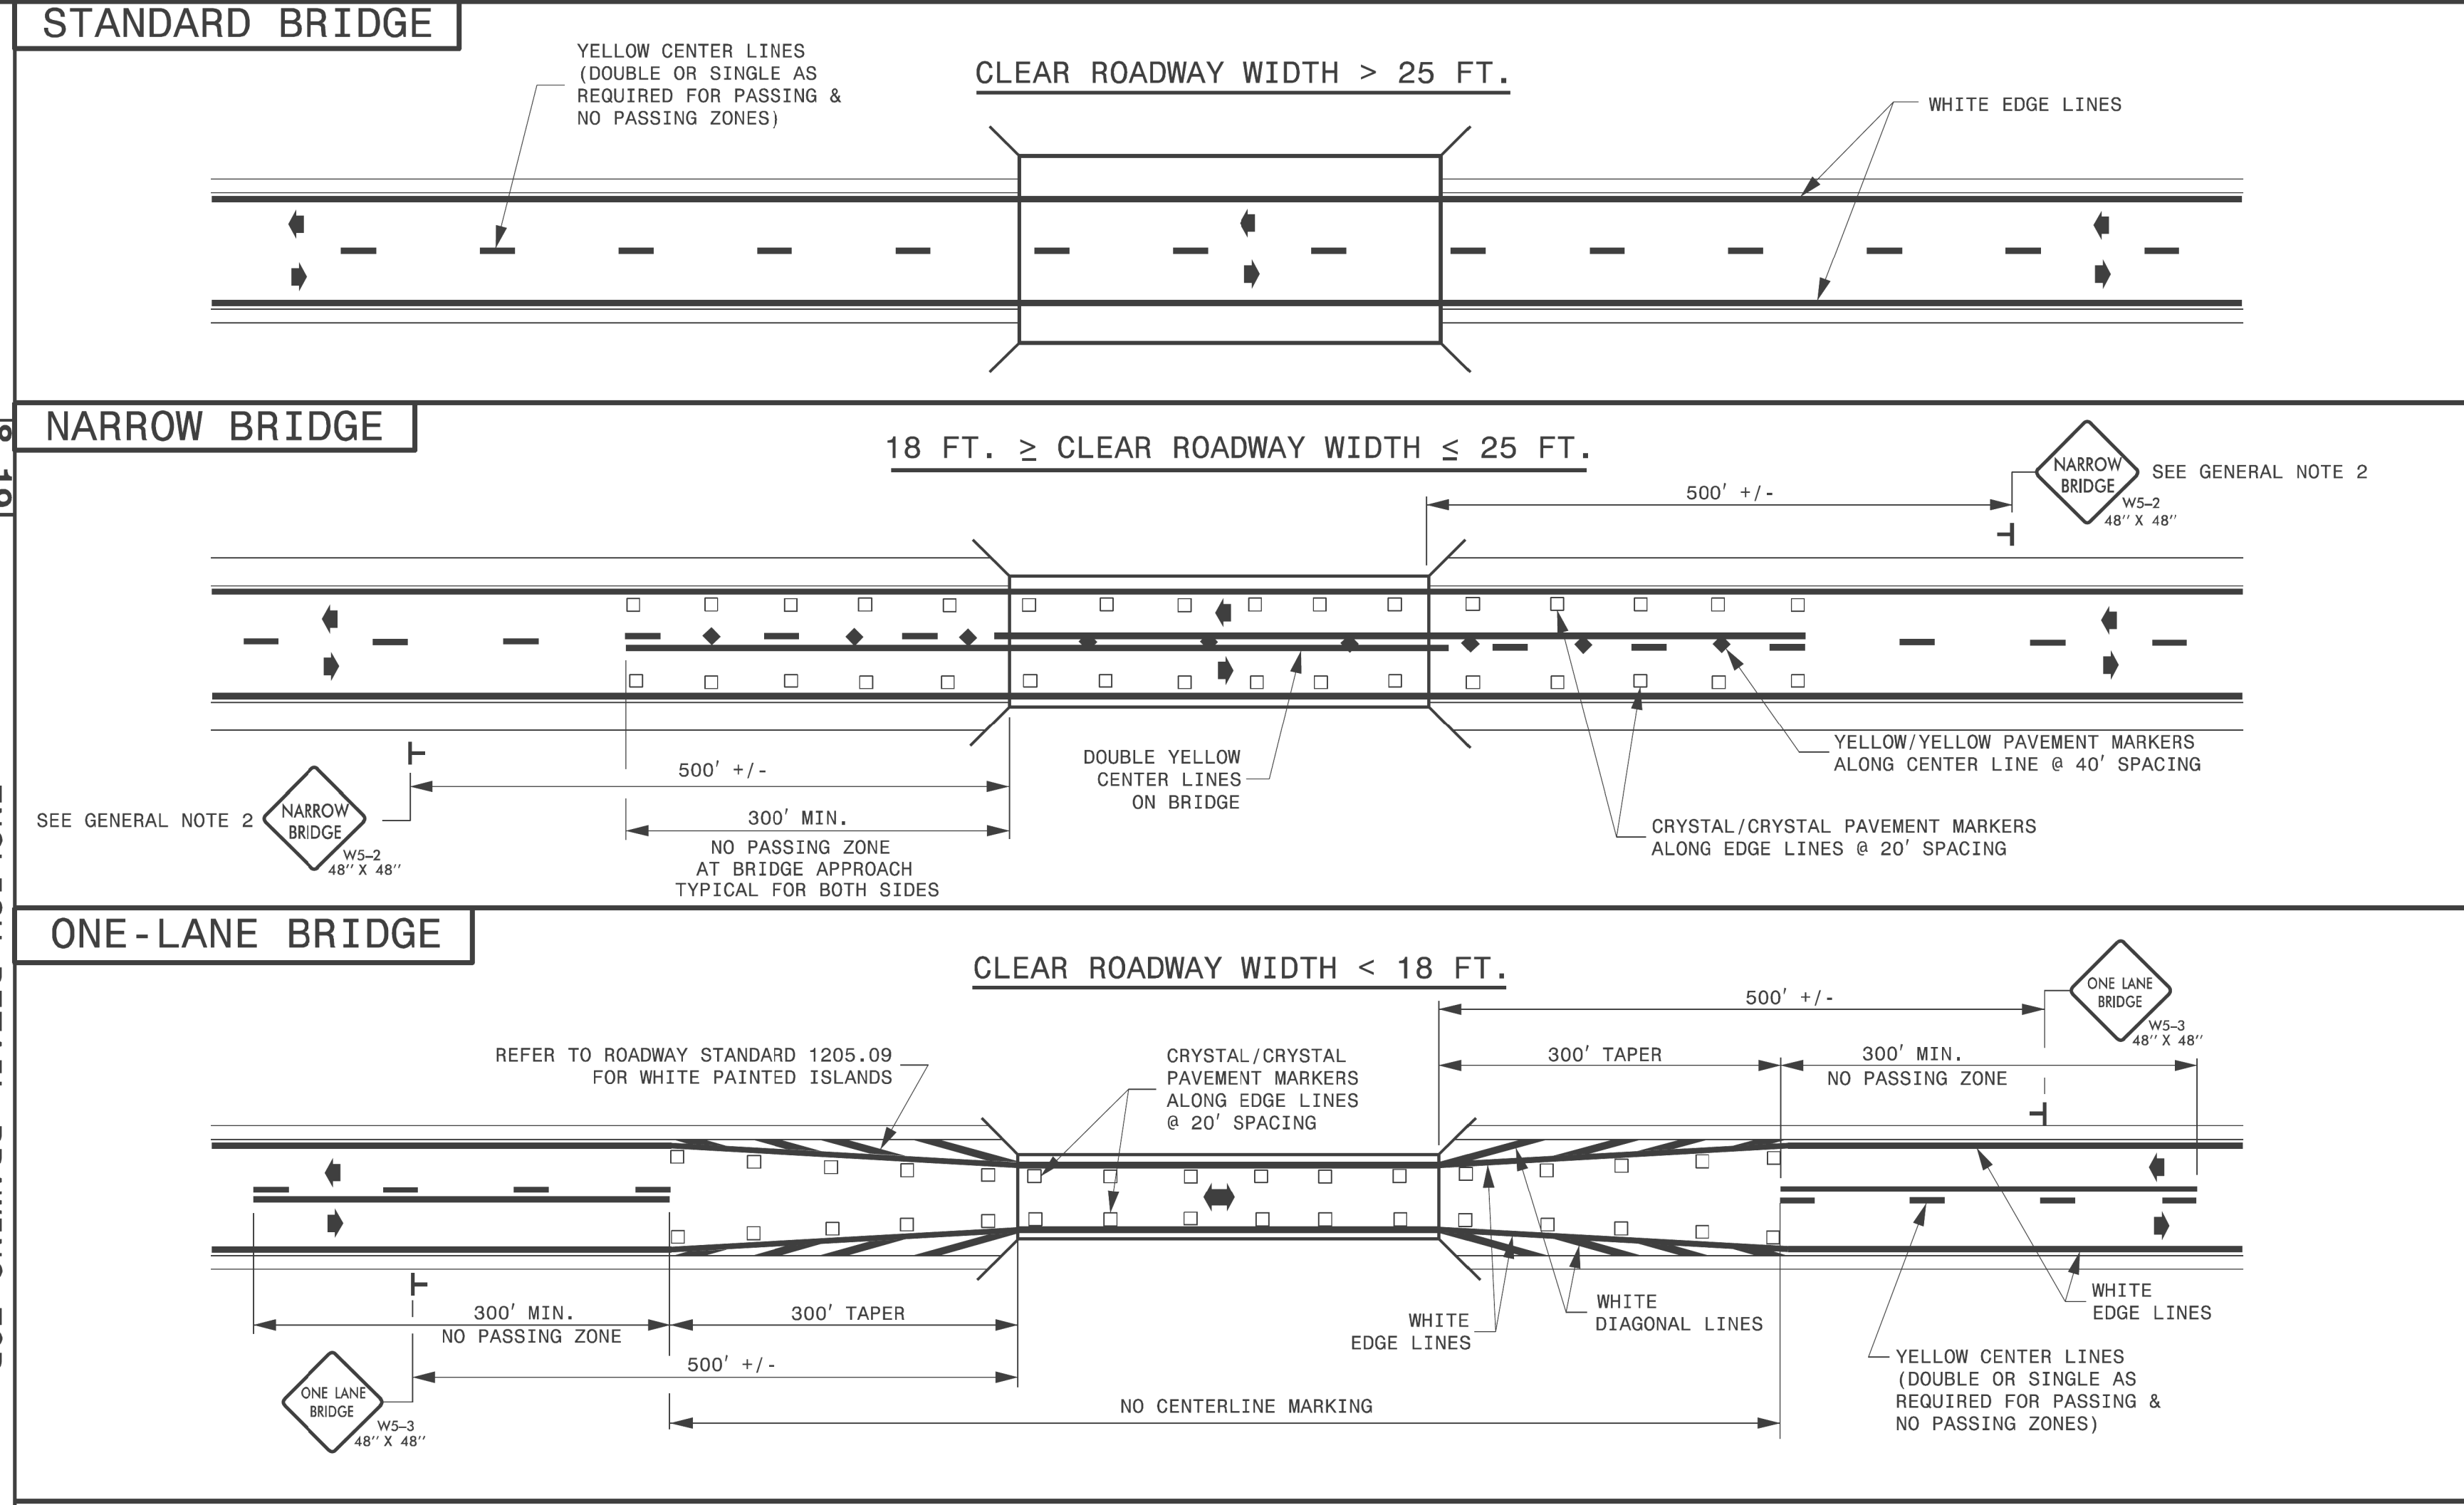 STANDARD BRIDGE
YELLOW CENTER LINES
(DOUBLE OR SINGLE AS
REQUIRED FOR PASSING &
NO PASSING ZONES)
CLEAR ROADWAY WIDTH > 25 FT.
WHITE EDGE LINES
NARROW BRIDGE
18 FT. ≥ CLEAR ROADWAY WIDTH ≤ 25 FT.
500' +/-
NARROW
BRIDGE
SEE GENERAL NOTE 2
W5-2
48" X 48"
500' +/-
300' MIN.
NO PASSING ZONE
AT BRIDGE APPROACH
TYPICAL FOR BOTH SIDES
SEE GENERAL NOTE 2
NARROW
BRIDGE
W5-2
48" X 48"
DOUBLE YELLOW
CENTER LINES
ON BRIDGE
YELLOW/YELLOW PAVEMENT MARKERS
ALONG CENTER LINE @ 40' SPACING
CRYSTAL/CRYSTAL PAVEMENT MARKERS
ALONG EDGE LINES @ 20' SPACING
ONE-LANE BRIDGE
CLEAR ROADWAY WIDTH < 18 FT.
500' +/-
ONE LANE
BRIDGE
W5-3
48" X 48"
REFER TO ROADWAY STANDARD 1205.09
FOR WHITE PAINTED ISLANDS
CRYSTAL/CRYSTAL
PAVEMENT MARKERS
ALONG EDGE LINES
@ 20' SPACING
300' TAPER
300' MIN.
NO PASSING ZONE
300' MIN.
NO PASSING ZONE
300' TAPER
500' +/-
ONE LANE
BRIDGE
W5-3
48" X 48"
NO CENTERLINE MARKING
WHITE
EDGE LINES
WHITE
DIAGONAL LINES
WHITE
EDGE LINES
YELLOW CENTER LINES
(DOUBLE OR SINGLE AS
REQUIRED FOR PASSING &
NO PASSING ZONES)